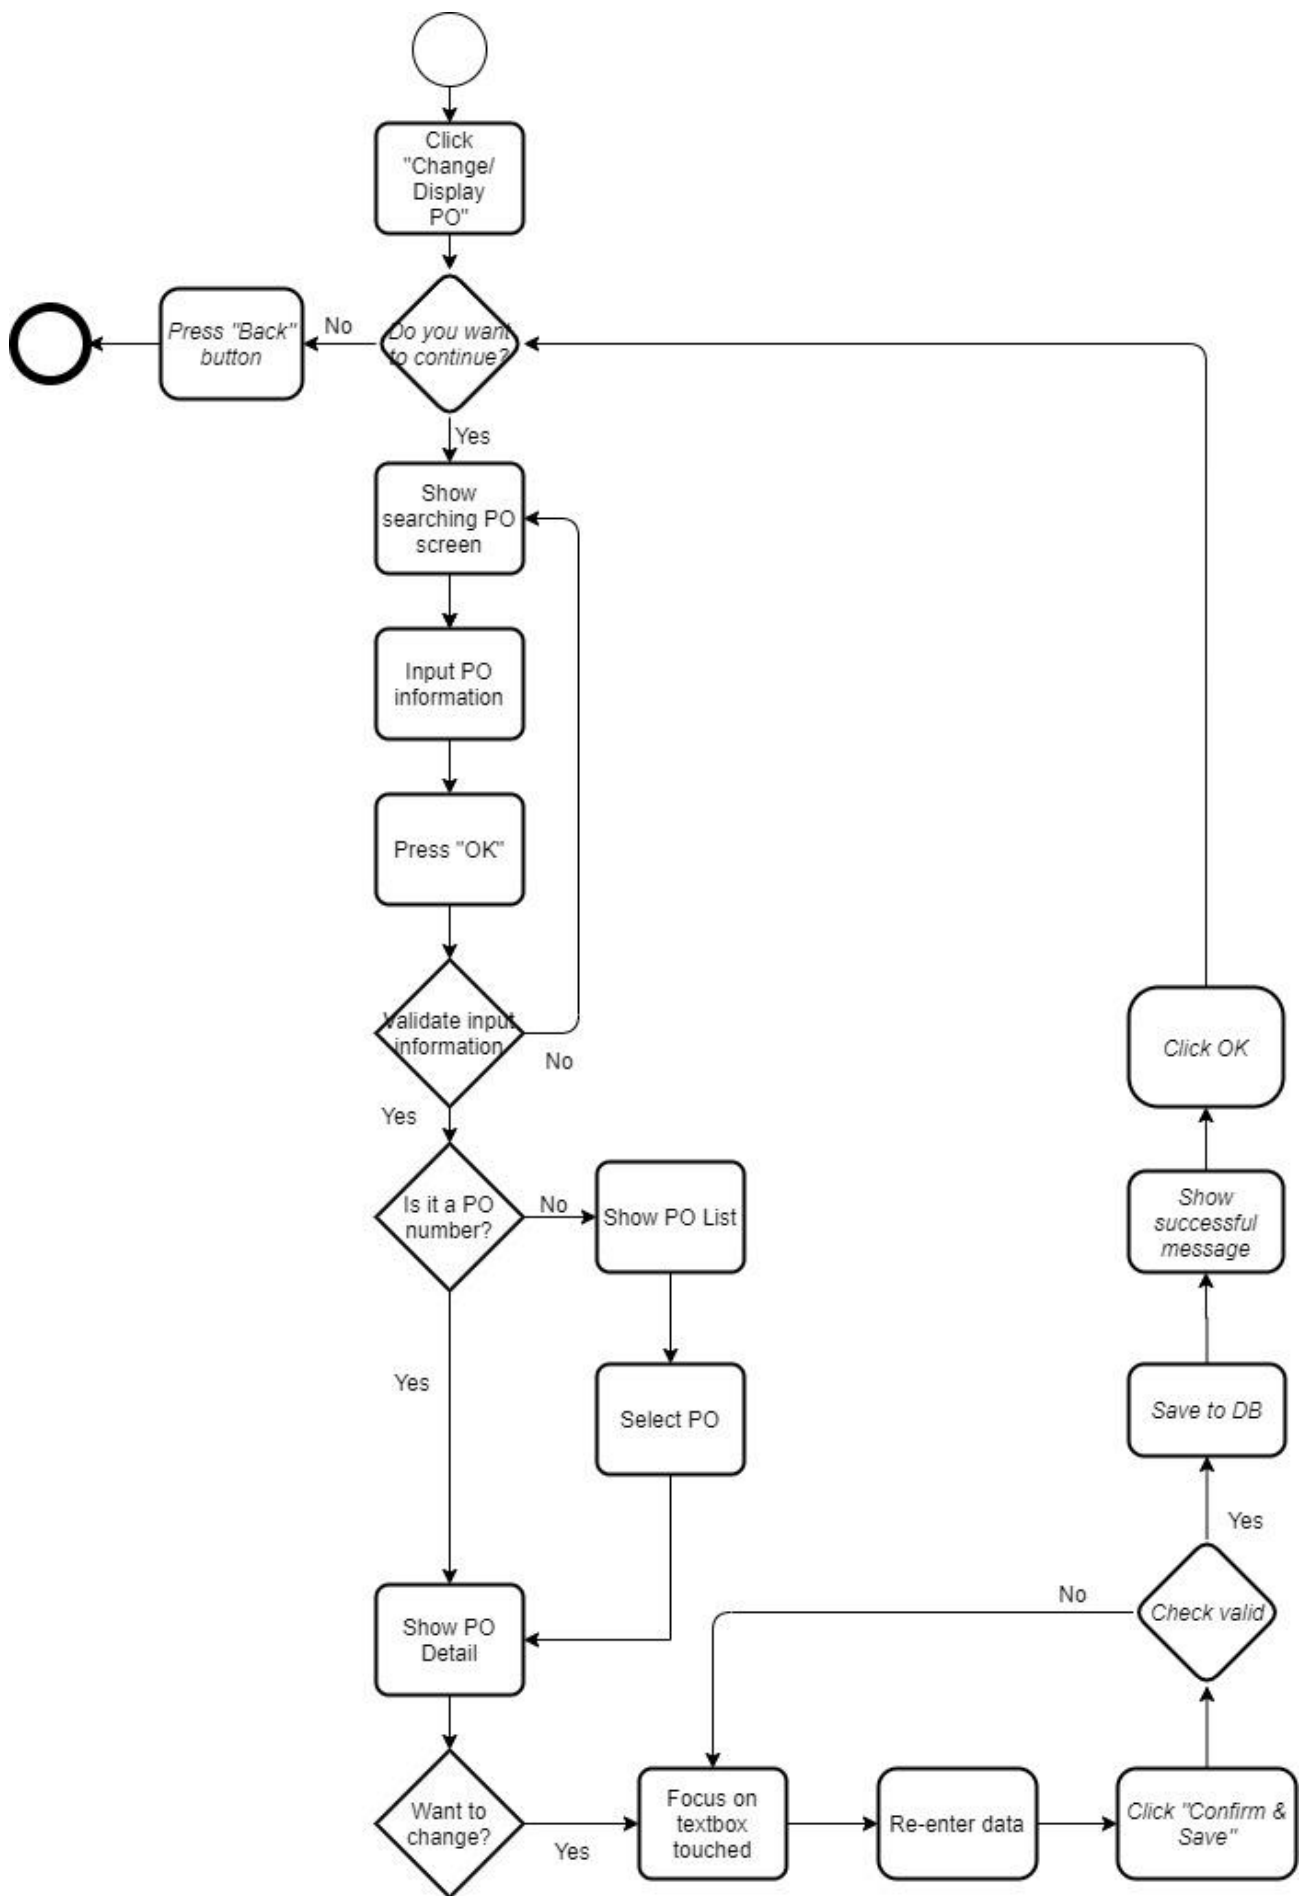 Click
"Change/
Display
PO"
Press "Back"
button
No
Do you want
to continue?
Yes
Show
searching PO
screen
Input PO
information
Press "OK"
Validate input
information
No
Yes
Is it a PO
number?
No
Show PO List
Yes
Select PO
Show PO
Detail
Want to
change?
Yes
Focus on
textbox
touched
Re-enter data
Click "Confirm &
Save"
No
Check valid
Yes
Save to DB
Show
successful
message
Click OK